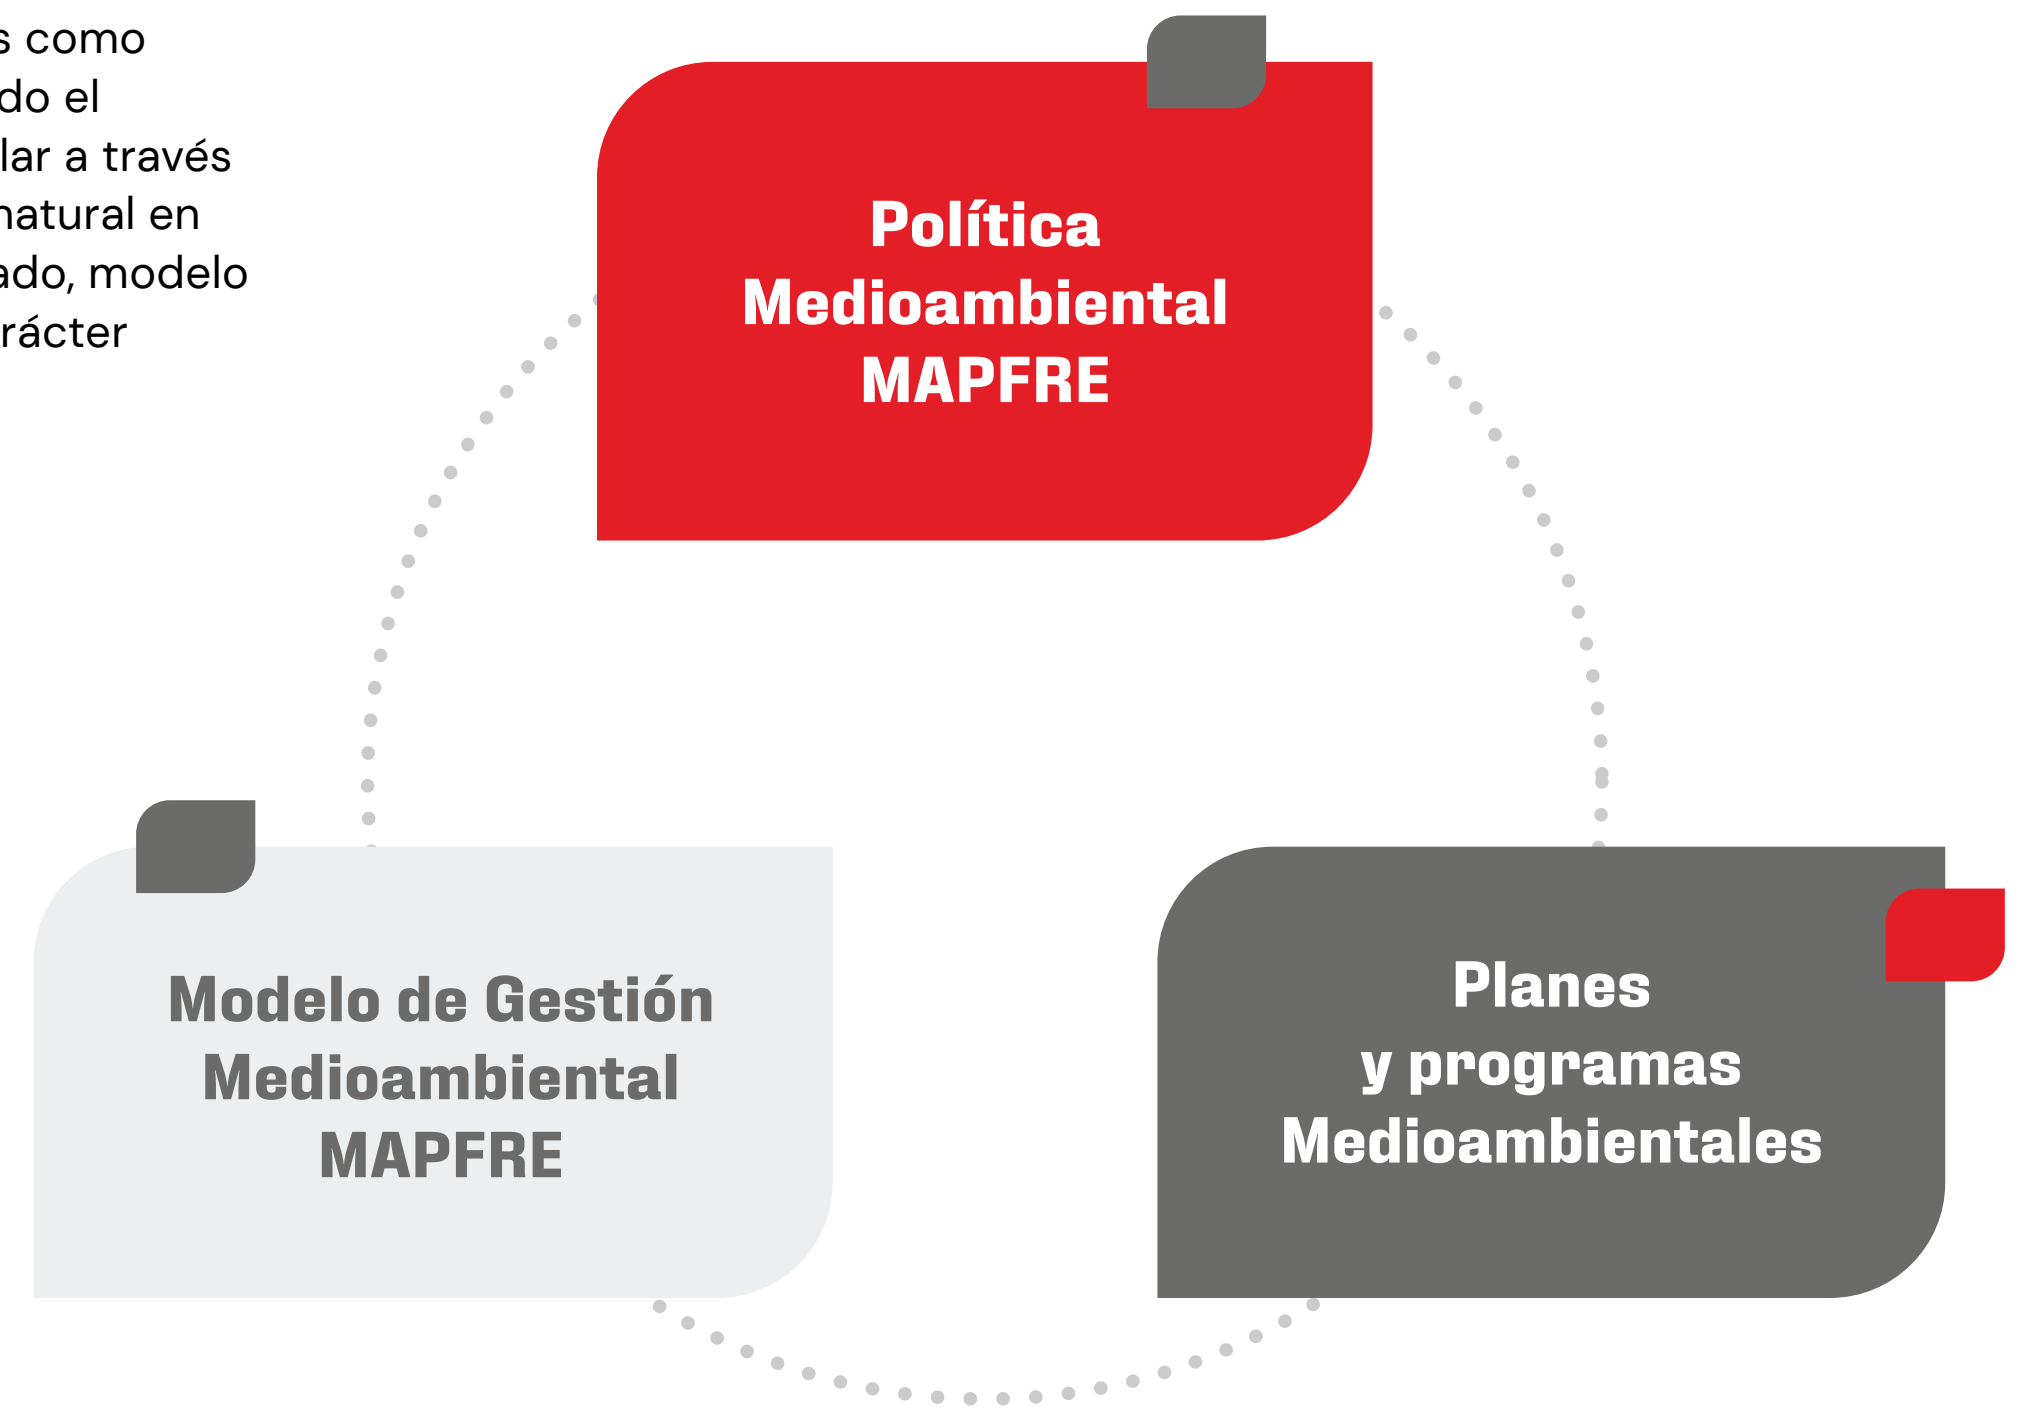 s como
do el
lar a través
natural en
ado, modelo
rácter
Política
Medioambiental
MAPFRE
Modelo de Gestión
Medioambiental
MAPFRE
Planes
y programas
Medioambientales